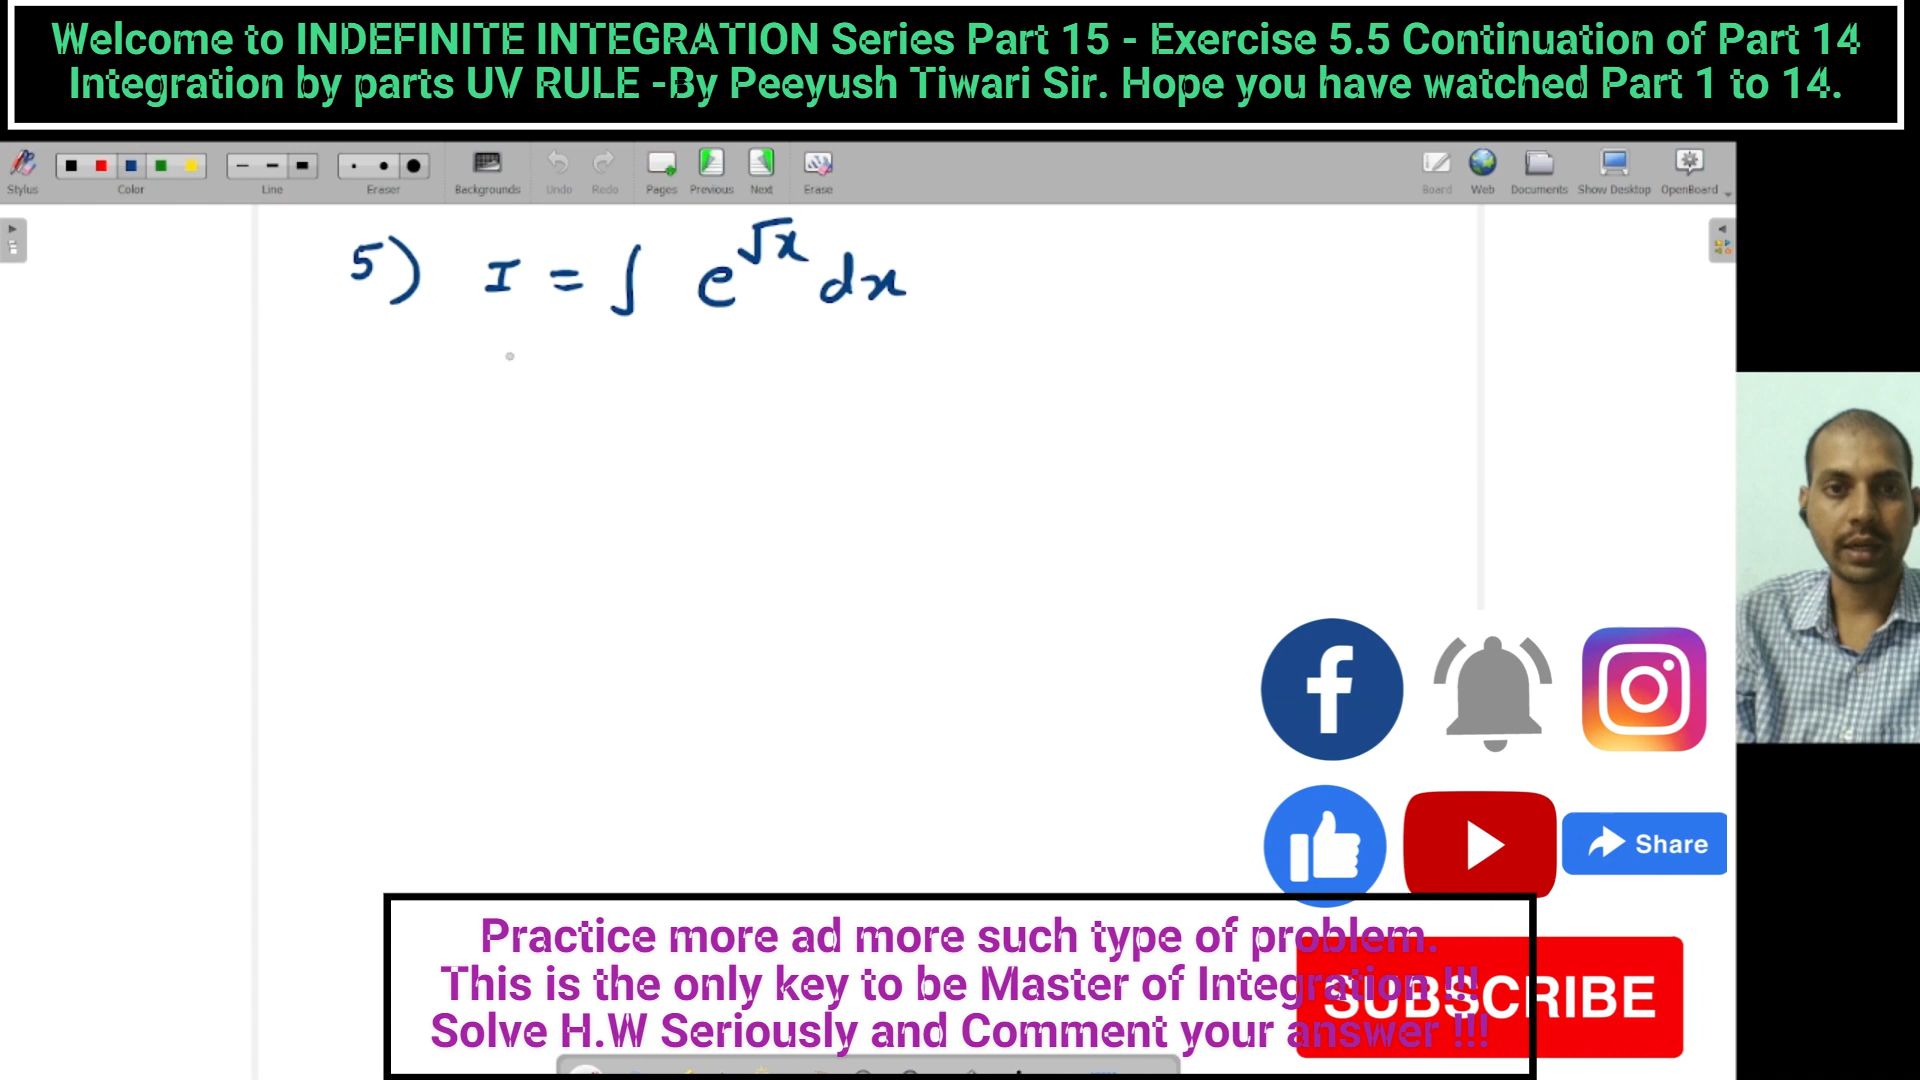 Welcome to INDEFINITE INTEGRATION Series Part 15 - Exercise 5.5 Continuation of Part 14
Integration by parts UV RULE -By Peeyush Tiwari Sir. Hope you have watched Part 1 to 14.
Stylus Color Line Eraser Backgrounds Undo Redo Pages Previous Next Erase Board Web Documents Show Desktop OpenBoard
5) I = ∫ e^√x dx
Share
Practice more ad more such type of problem.
This is the only key to be Master of Integration !!!
Solve H.W Seriously and Comment your answer !!!
SUBSCRIBE